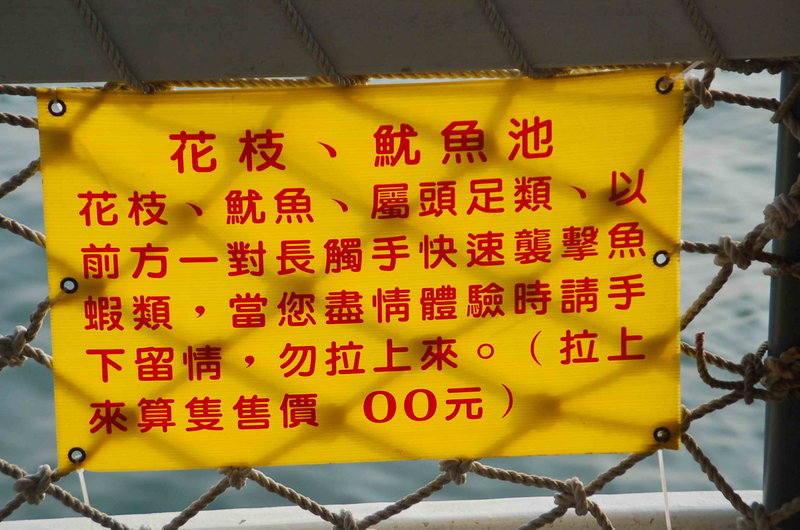 花枝、魷魚池
花枝、魷魚、屬頭足類、以
前方一對長觸手快速襲擊魚
蝦類，當您盡情體驗時請手
下留情，勿拉上來。（拉上
來算隻售價 00元）